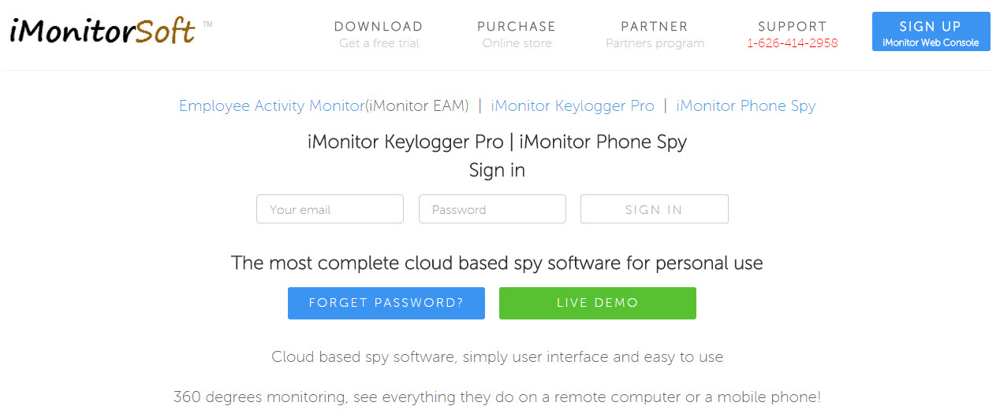 iMonitorSoft ™
DOWNLOAD
Get a free trial
PURCHASE
Online store
PARTNER
Partners program
SUPPORT
1-626-414-2958
SIGN UP
iMonitor Web Console
Employee Activity Monitor(iMonitor EAM) | iMonitor Keylogger Pro | iMonitor Phone Spy
iMonitor Keylogger Pro | iMonitor Phone Spy
Sign in
Your email
Password
SIGN IN
The most complete cloud based spy software for personal use
FORGET PASSWORD?
LIVE DEMO
Cloud based spy software, simply user interface and easy to use
360 degrees monitoring, see everything they do on a remote computer or a mobile phone!